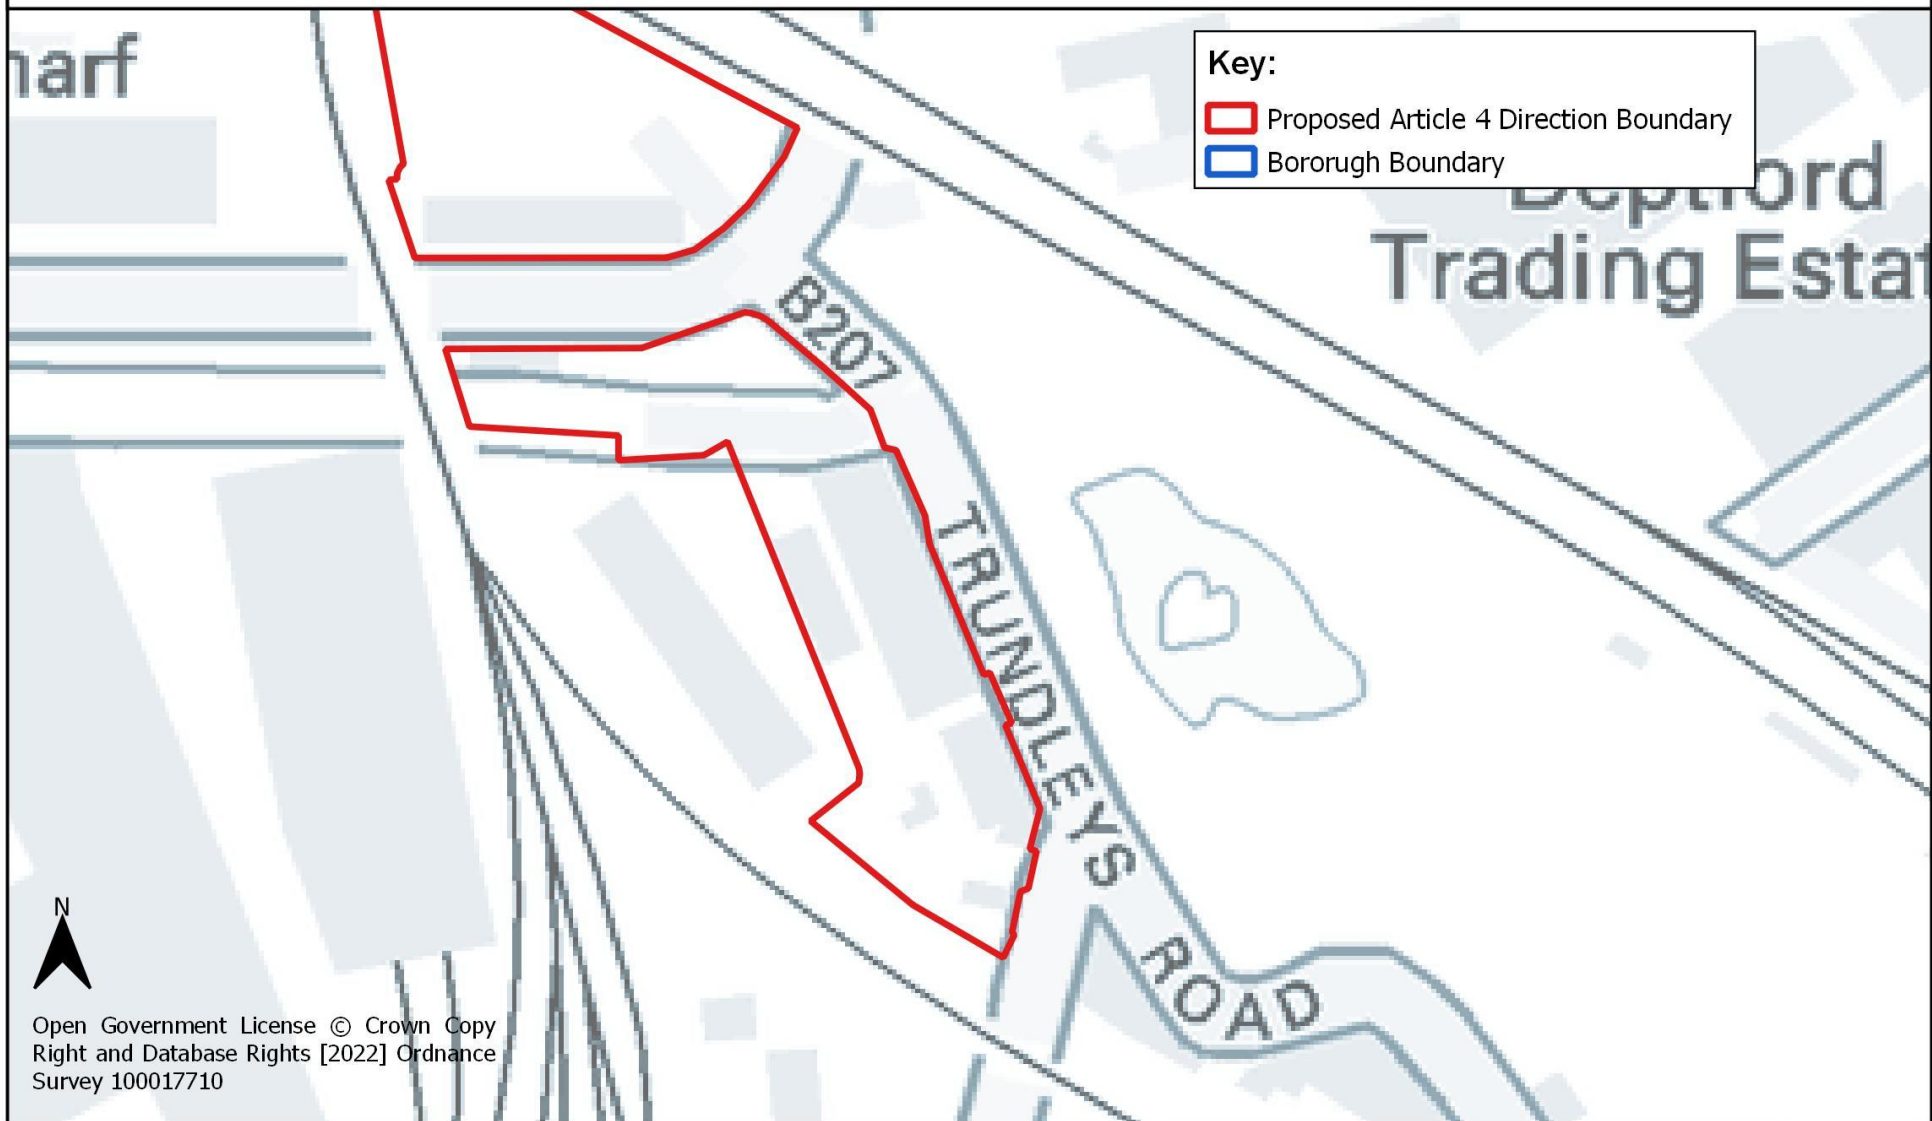 harf
Key:
Proposed Article 4 Direction Boundary
Bororugh Boundary
Deptford
Trading Estat
B207
TRUNDLEYS
ROAD
N
Open Government License © Crown Copy
Right and Database Rights [2022] Ordnance
Survey 100017710